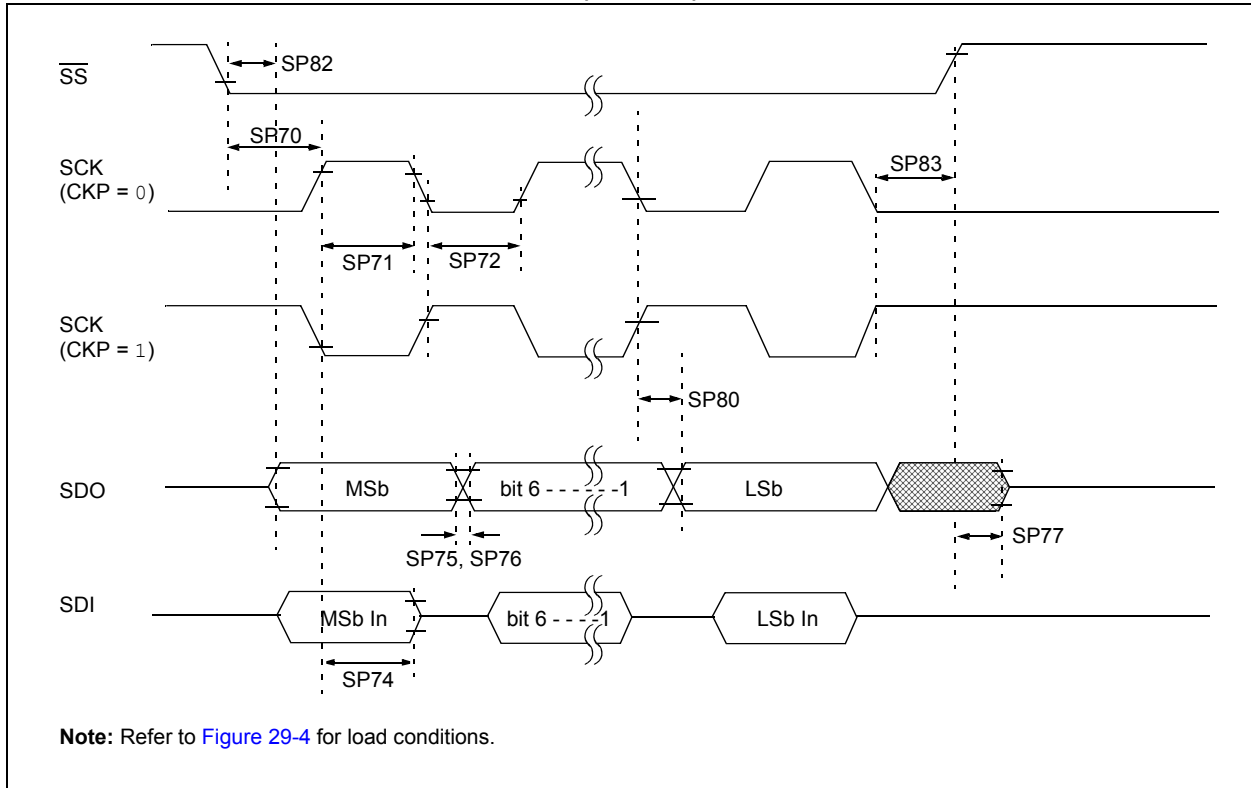 SS
SP82
SP70
SCK
(CKP = 0)
SP83
SP71
SP72
SCK
(CKP = 1)
SP80
SDO
MSb
bit 6 - - - - - -1
LSb
SP75, SP76
SP77
SDI
MSb In
bit 6 - - - -1
LSb In
SP74
Note: Refer to Figure 29-4 for load conditions.